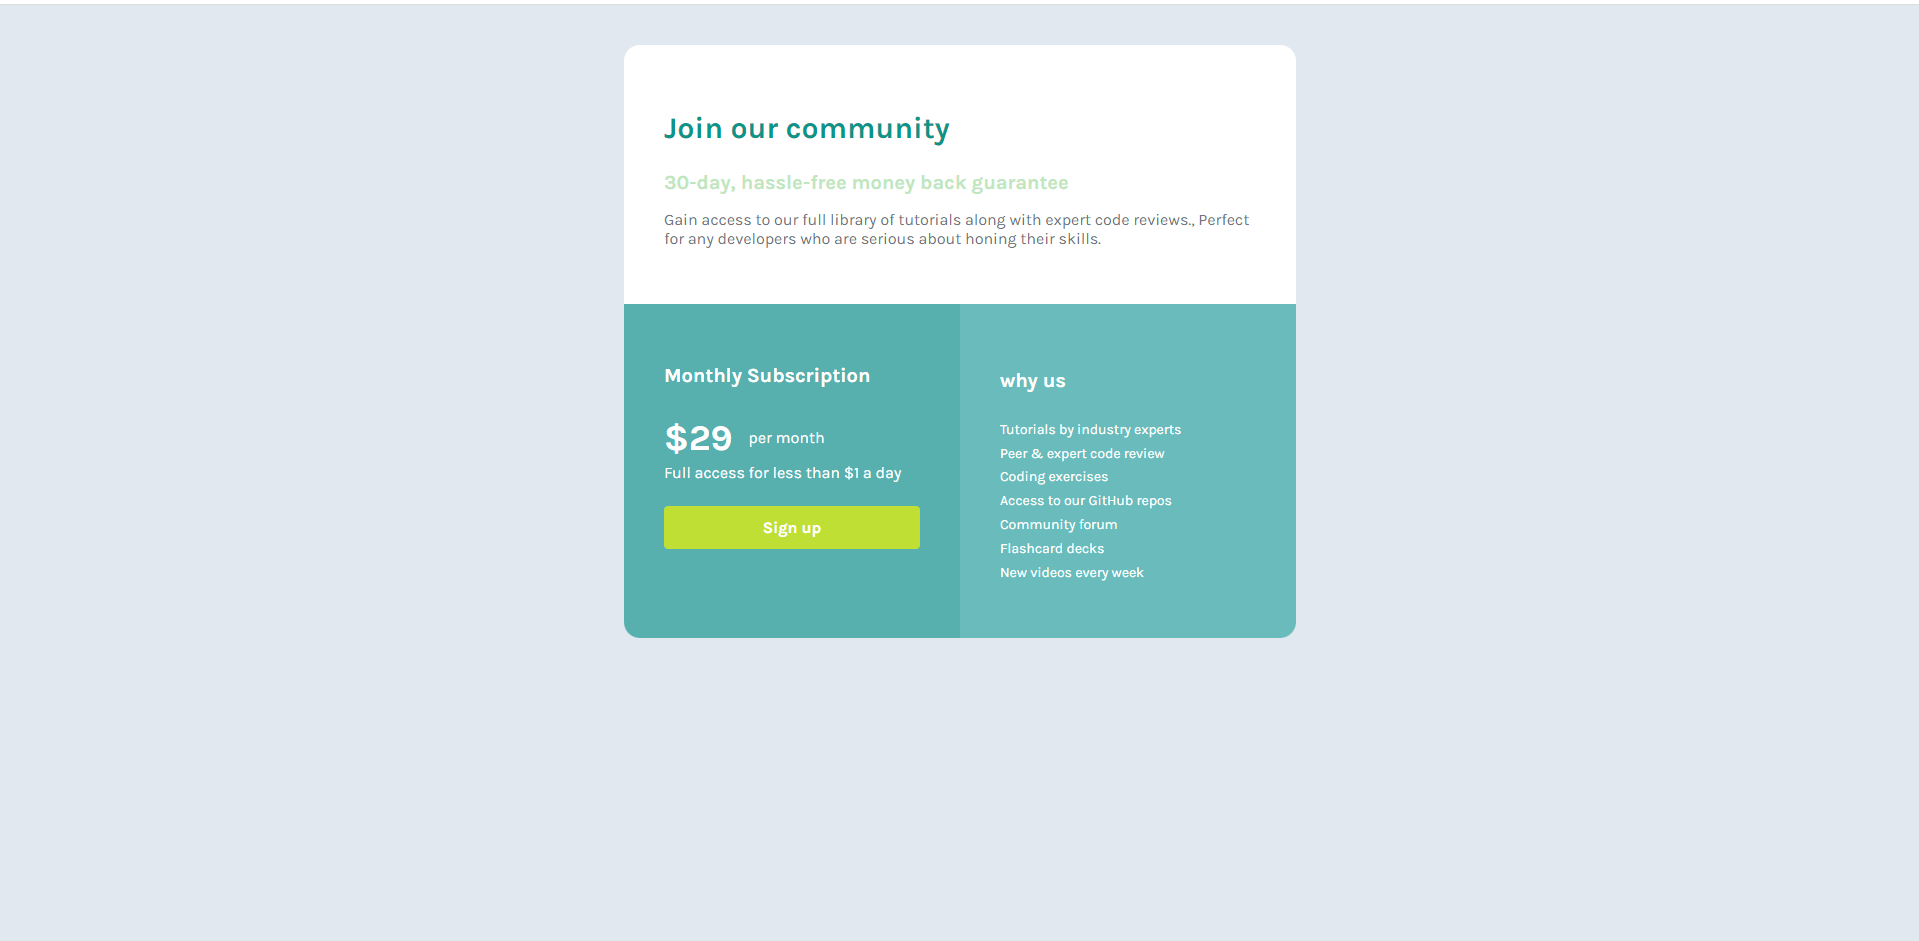 Join our community
30-day, hassle-free money back guarantee
Gain access to our full library of tutorials along with expert code reviews., Perfect
for any developers who are serious about honing their skills.
Monthly Subscription
$29 per month
Full access for less than $1 a day
Sign up
why us
Tutorials by industry experts
Peer & expert code review
Coding exercises
Access to our GitHub repos
Community forum
Flashcard decks
New videos every week